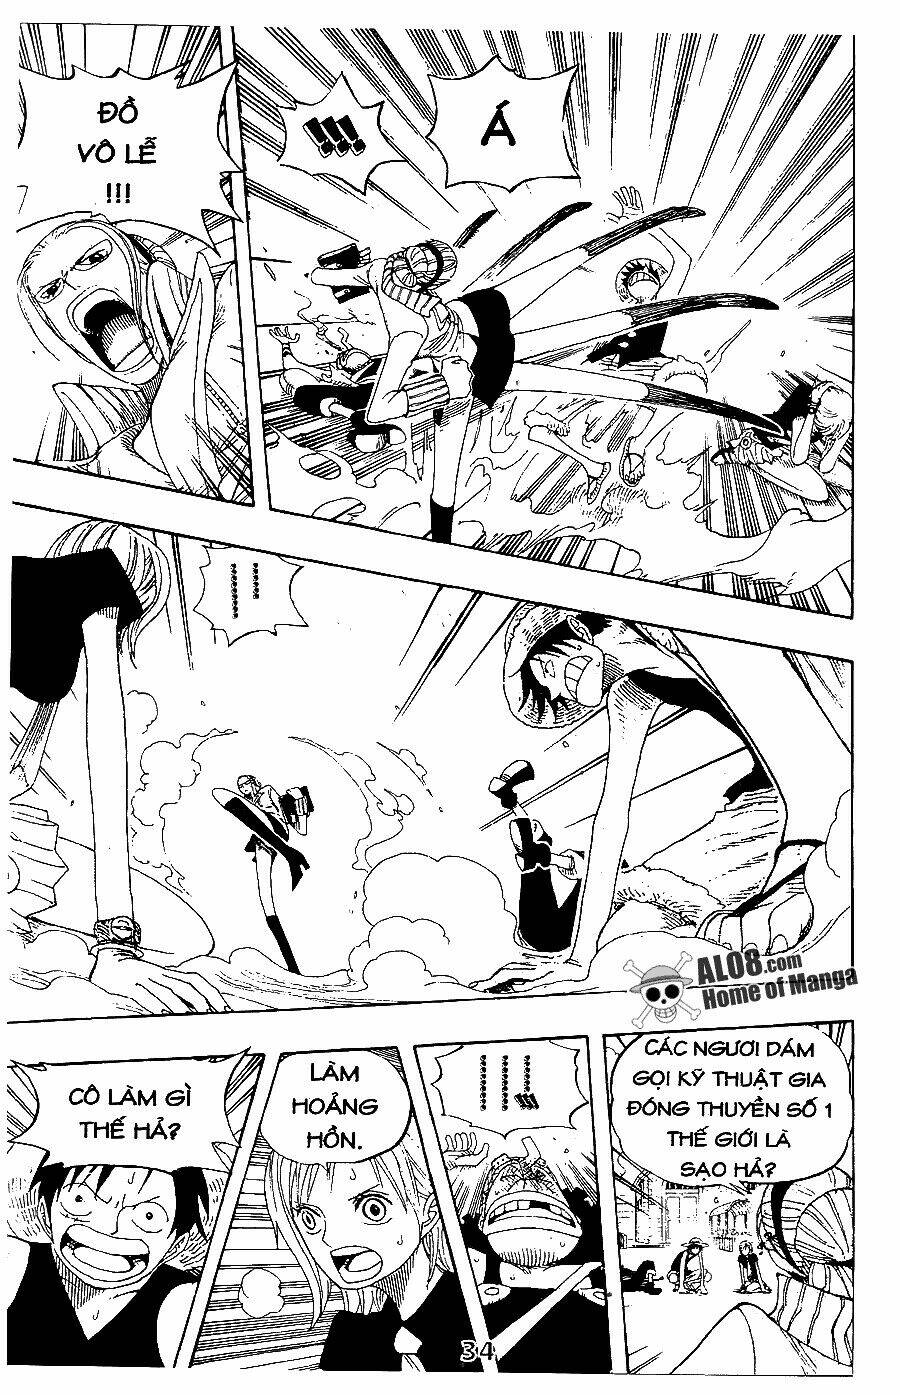 ĐỒ
VÔ LỄ
!!!
!!!
Á
!!
CÔ LÀM GÌ
THẾ HẢ?
LÀM
HOẢNG
HỒN.
!!...!!!
CÁC NGƯƠI DÁM
GỌI KỸ THUẬT GIA
ĐÓNG THUYỀN SỐ 1
THẾ GIỚI LÀ
SẠO HẢ?
AL08.com
Home of Manga
34